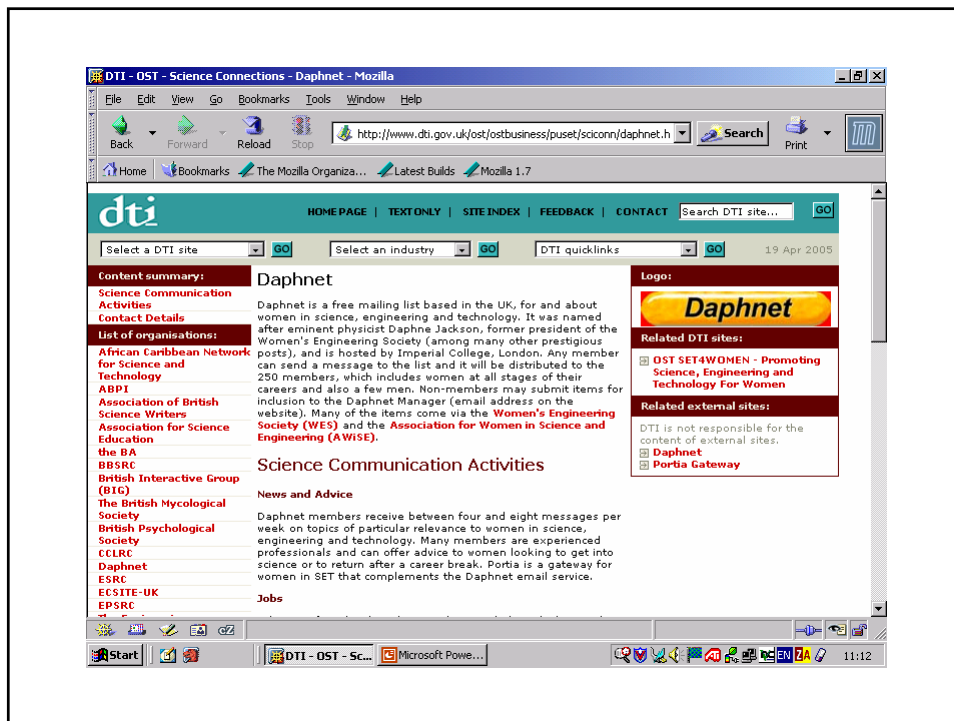 DTI - OST - Science Connections - Daphnet - Mozilla
File Edit View Go Bookmarks Tools Window Help
Back Forward Reload Stop http://www.dti.gov.uk/ost/ostbusiness/puset/sciconn/daphnet.h Search Print
Home Bookmarks The Mozilla Organiza... Latest Builds Mozilla 1.7
dti HOME PAGE | TEXT ONLY | SITE INDEX | FEEDBACK | CONTACT Search DTI site... GO
Select a DTI site GO Select an industry GO DTI quicklinks GO 19 Apr 2005
Content summary:
Science Communication
Activities
Contact Details
List of organisations:
African Caribbean Network
for Science and
Technology
ABPI
Association of British
Science Writers
Association for Science
Education
the BA
BBSRC
British Interactive Group
(BIG)
The British Mycological
Society
British Psychological
Society
CCLRC
Daphnet
ESRC
ECSITE-UK
EPSRC
Daphnet
Daphnet is a free mailing list based in the UK, for and about
women in science, engineering and technology. It was named
after eminent physicist Daphne Jackson, former president of the
Women's Engineering Society (among many other prestigious
posts), and is hosted by Imperial College, London. Any member
can send a message to the list and it will be distributed to the
250 members, which includes women at all stages of their
careers and also a few men. Non-members may submit items for
inclusion to the Daphnet Manager (email address on the
website). Many of the items come via the Women's Engineering
Society (WES) and the Association for Women in Science and
Engineering (AWiSE).
Science Communication Activities
News and Advice
Daphnet members receive between four and eight messages per
week on topics of particular relevance to women in science,
engineering and technology. Many members are experienced
professionals and can offer advice to women looking to get into
science or to return after a career break. Portia is a gateway for
women in SET that complements the Daphnet email service.
Jobs
Logo:
Daphnet
Related DTI sites:
OST SET4WOMEN - Promoting
Science, Engineering and
Technology For Women
Related external sites:
DTI is not responsible for the
content of external sites.
Daphnet
Portia Gateway
Start DTI - OST - Sc... Microsoft Powe... EN ZA 11:12